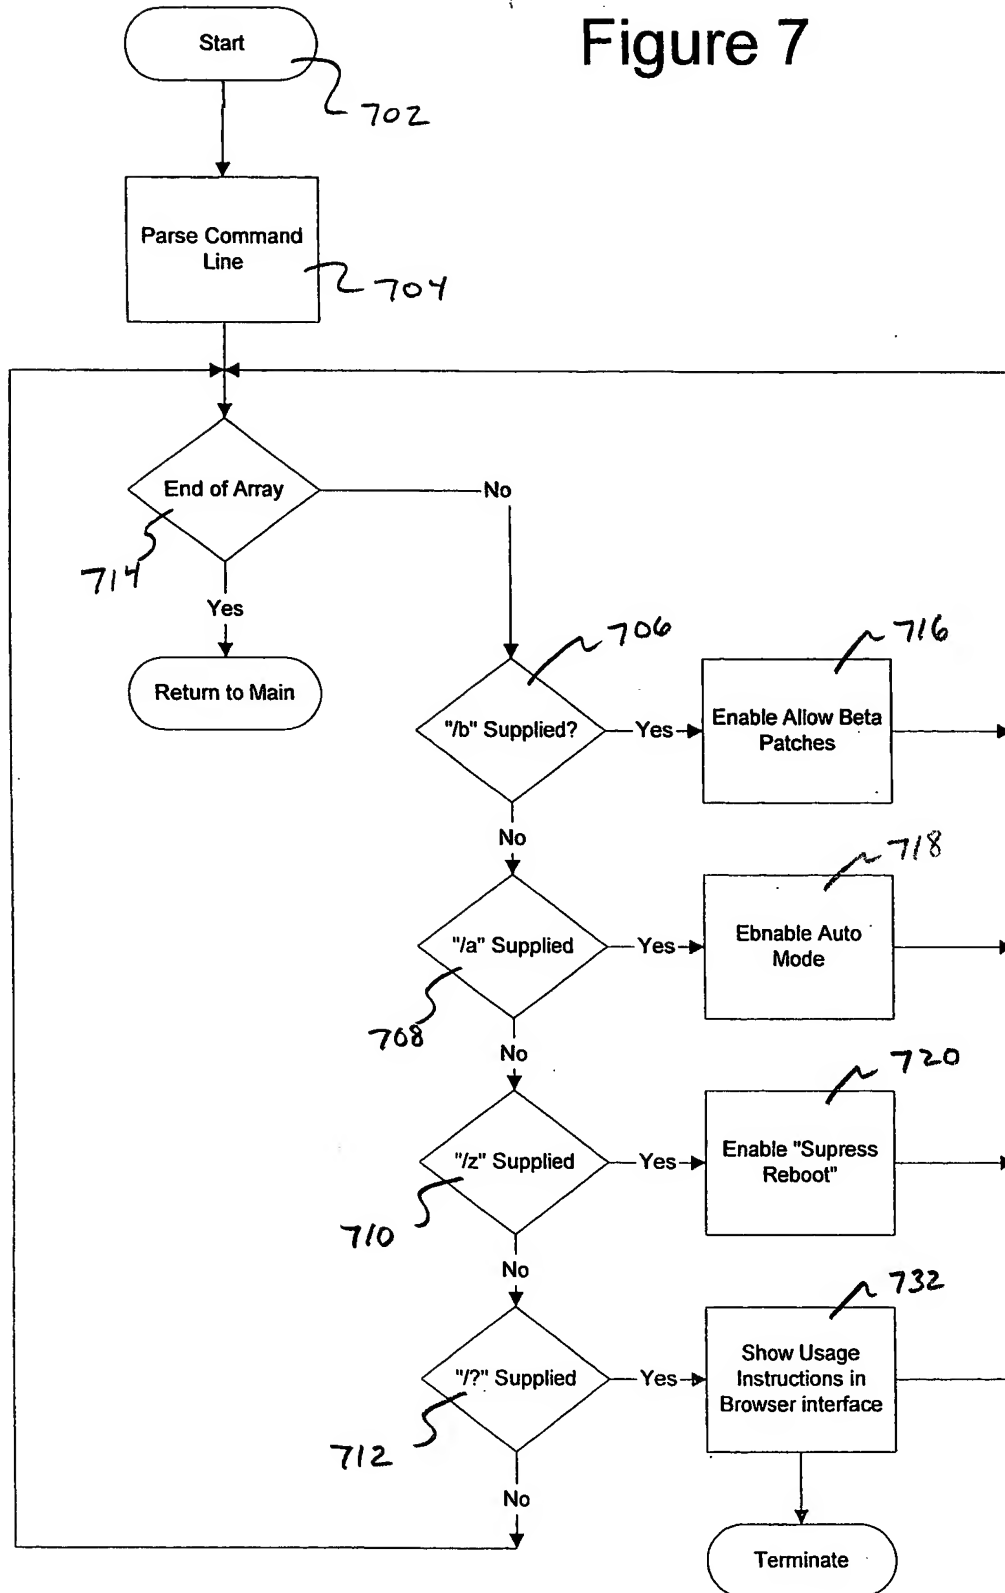 Figure 7
Start
702
Parse Command
Line
704
End of Array
714
No
Yes
Return to Main
706
"/b" Supplied?
Yes
716
Enable Allow Beta
Patches
No
718
"/a" Supplied
708
Yes
Ebnable Auto
Mode
No
720
"/z" Supplied
710
Yes
Enable "Supress
Reboot"
No
732
"/?" Supplied
712
Yes
Show Usage
Instructions in
Browser interface
No
Terminate